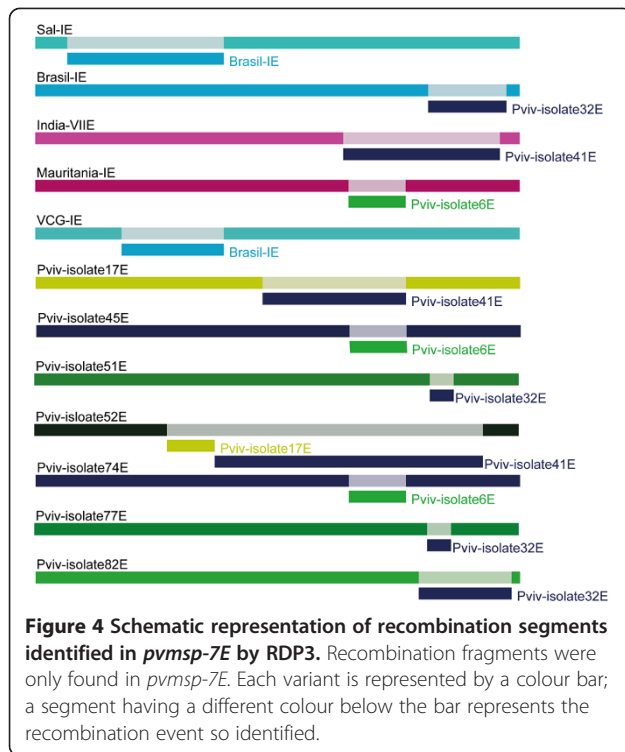 Sal-IE
Brasil-IE
Brasil-IE
Pviv-isolate32E
India-VIIE
Pviv-isolate41E
Mauritania-IE
Pviv-isolate6E
VCG-IE
Brasil-IE
Pviv-isolate17E
Pviv-isolate41E
Pviv-isolate45E
Pviv-isolate6E
Pviv-isolate51E
Pviv-isolate32E
Pviv-isloate52E
Pviv-isolate17E
Pviv-isolate41E
Pviv-isolate74E
Pviv-isolate6E
Pviv-isolate77E
Pviv-isolate32E
Pviv-isolate82E
Pviv-isolate32E
Figure 4 Schematic representation of recombination segments
identified in pvmsp-7E by RDP3. Recombination fragments were
only found in pvmsp-7E. Each variant is represented by a colour bar;
a segment having a different colour below the bar represents the
recombination event so identified.